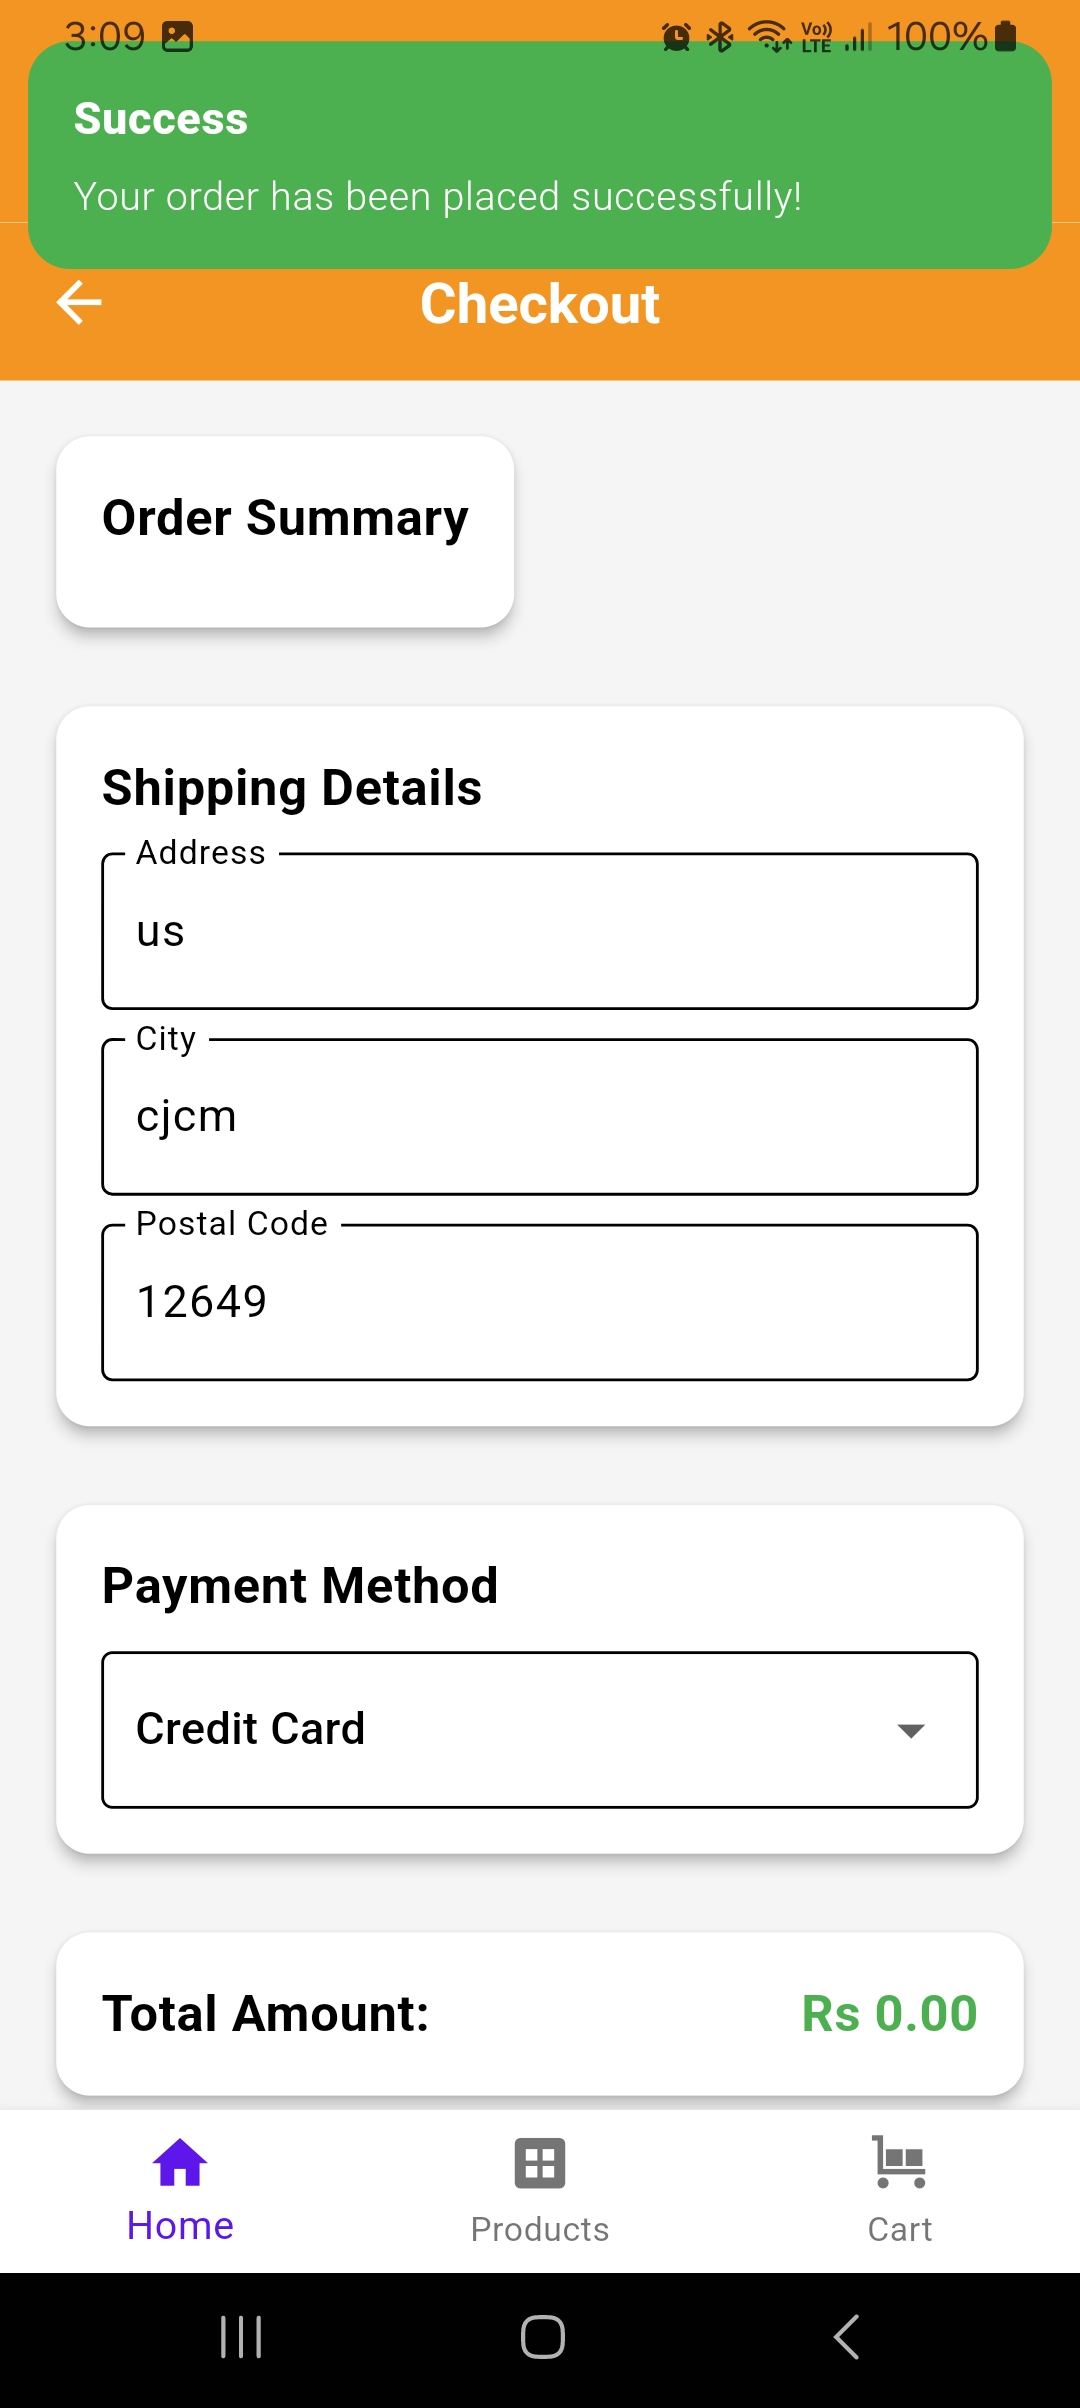 3:09
Vo))
LTE
100%
Success
Your order has been placed successfully!
Checkout
Order Summary
Shipping Details
Address
us
City
cjcm
Postal Code
12649
Payment Method
Credit Card
Total Amount: Rs 0.00
Home Products Cart